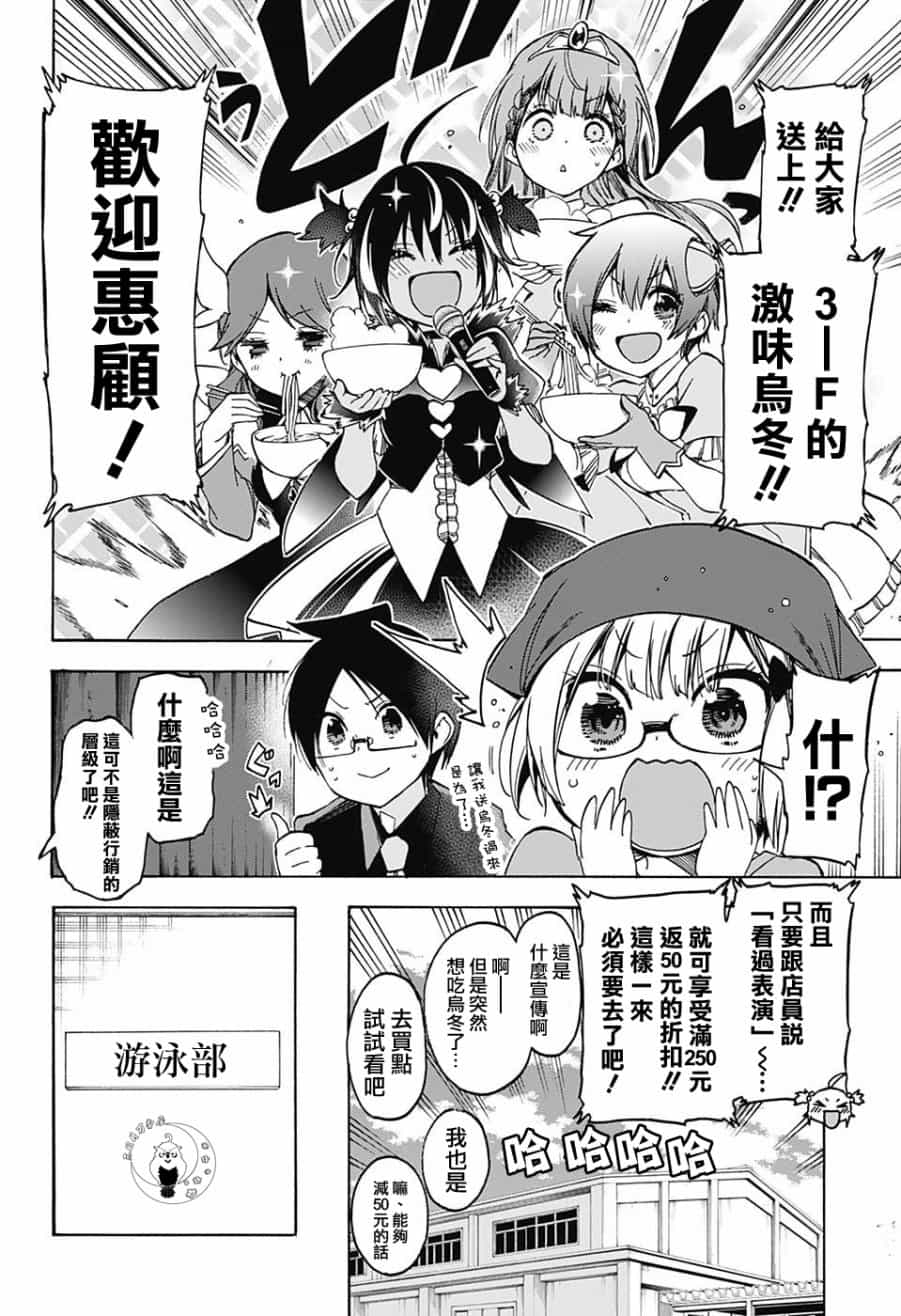 給大家
送上!!
3—F的
激味烏冬!!
歡迎惠顧!
どどーん
什!?
讓我送烏冬過來
是為了…
哈哈哈
什麼啊這是
這可不是隱蔽行銷的
層級了吧!!
而且
只要跟店員說
「看過表演」~……
就可享受滿250元
返50元的折扣!!
這樣一來
必須要去了吧!
哈哈哈哈
這是
什麼宣傳啊
啊——
但是突然
想吃烏冬了…
去買點
試試看吧
我也是
嘛、能夠
減50元的話
游泳部